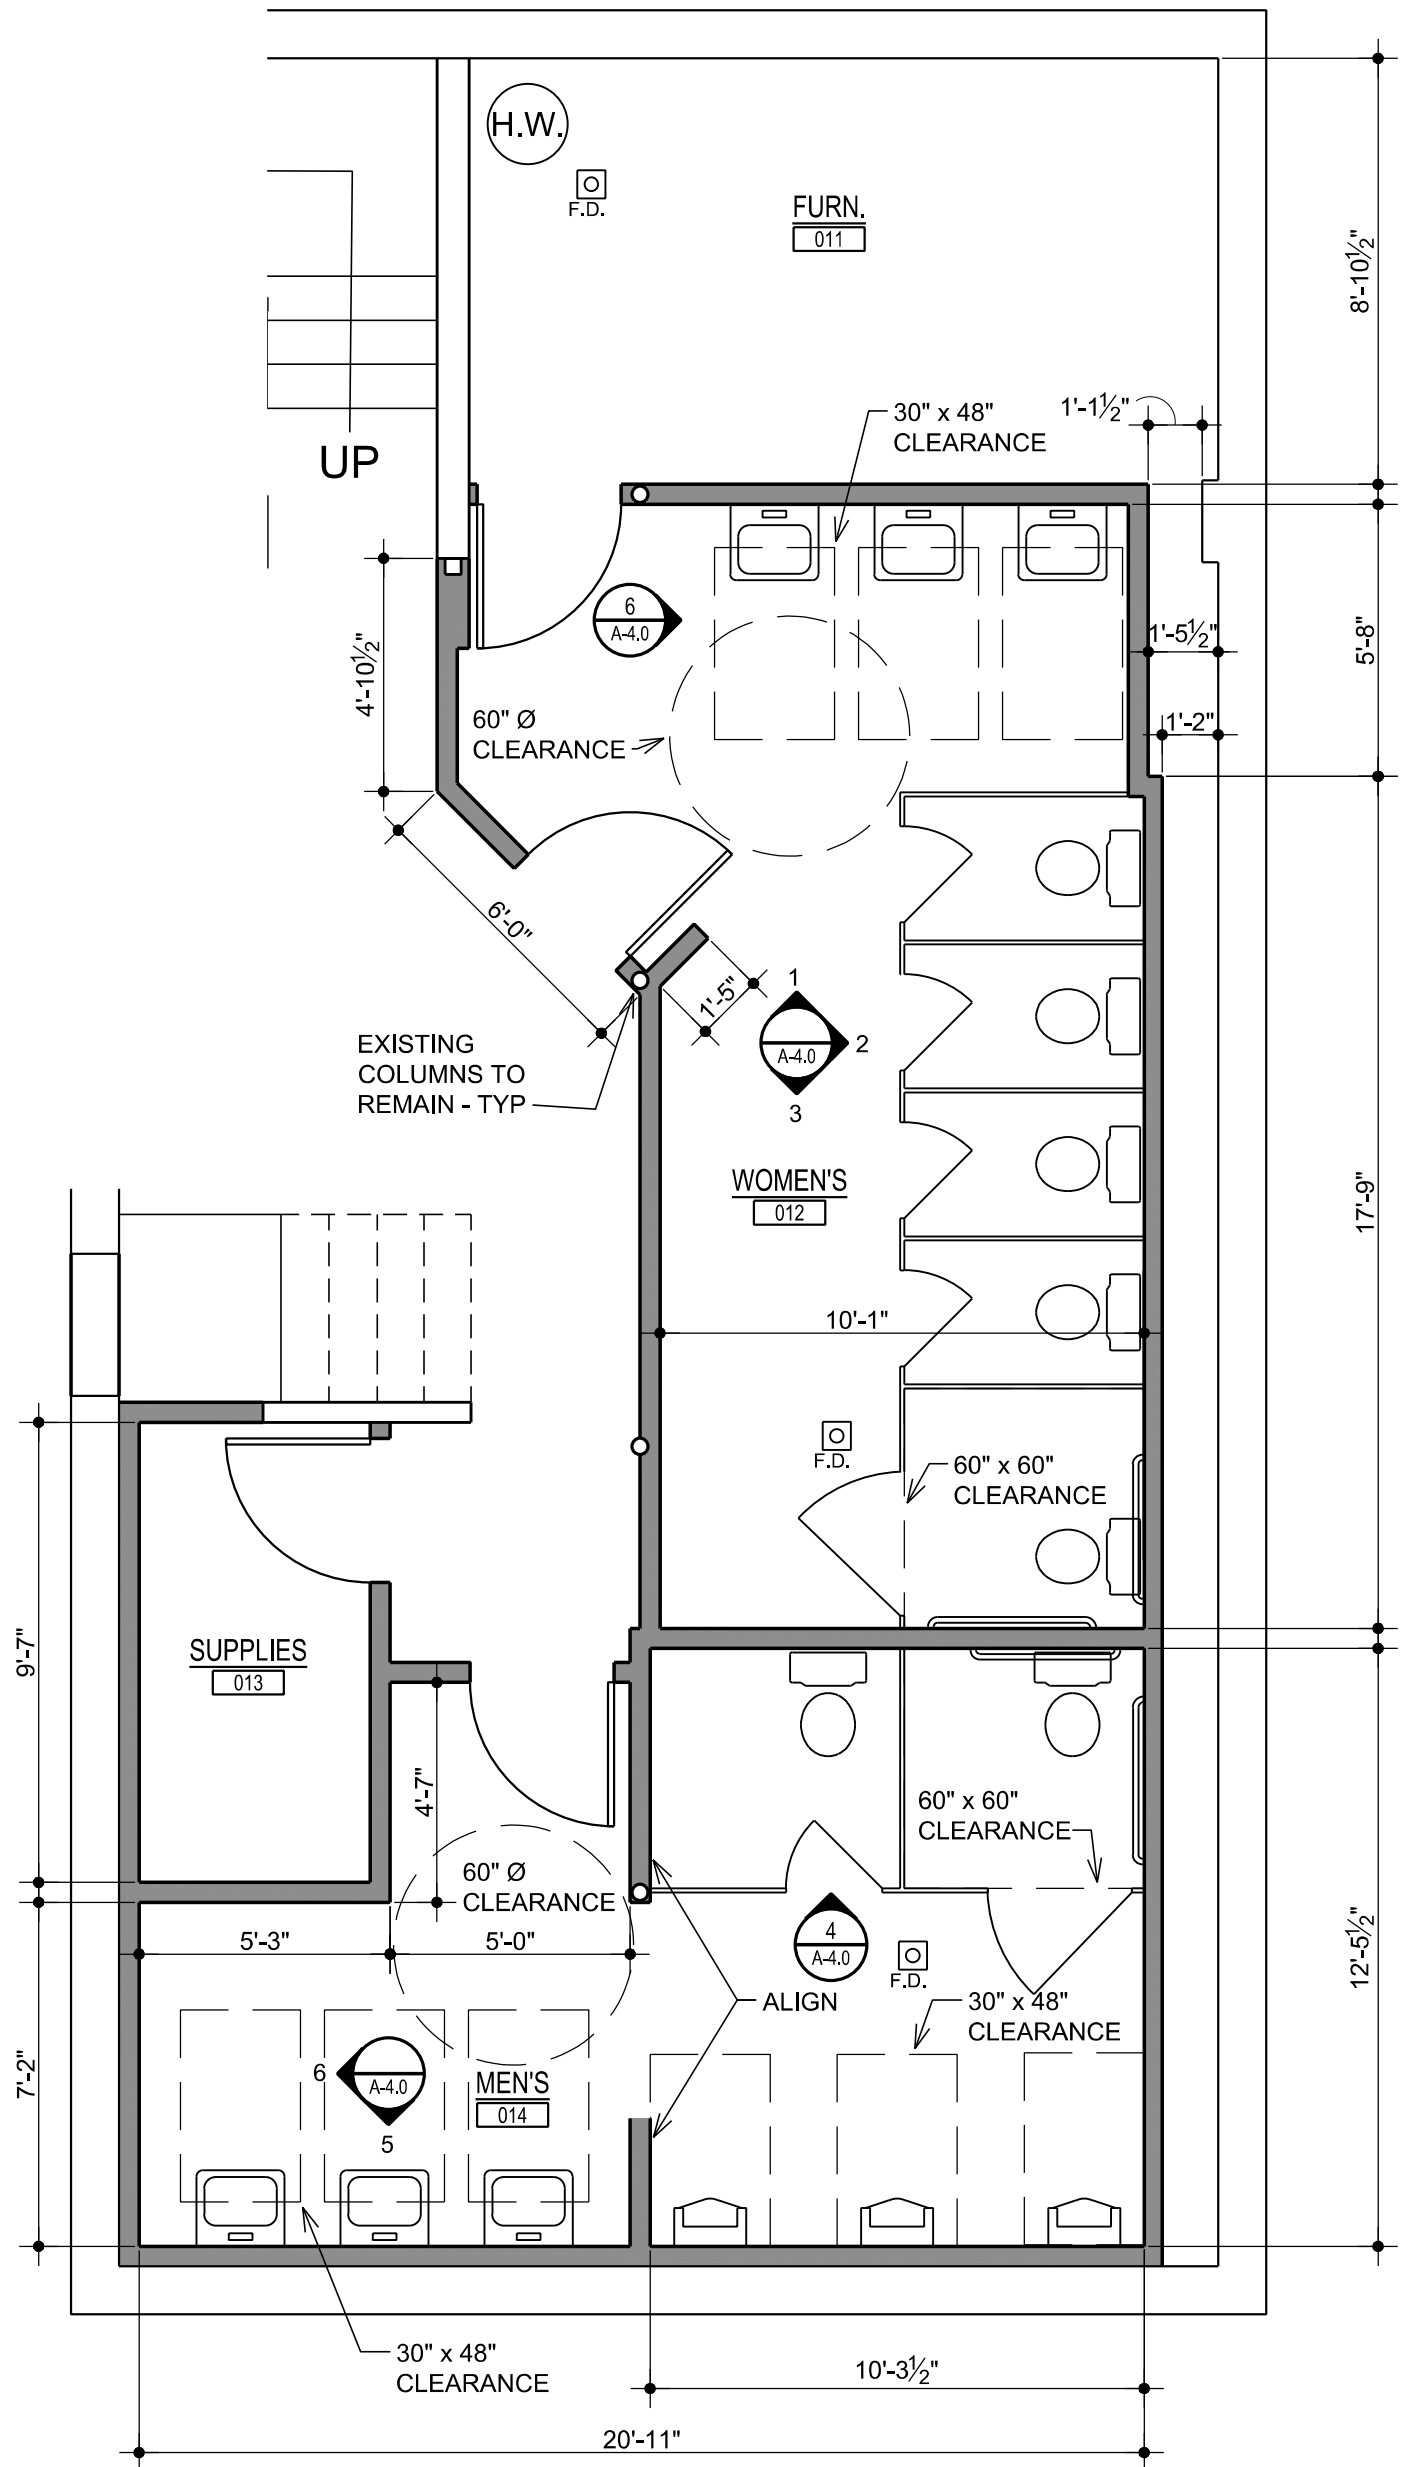 H.W.
F.D.
FURN.
011
8'-10½"
UP
30" x 48"
CLEARANCE
1'-1½"
6
A-4.0
4'-10½"
1'-5½"
5'-8"
60" Ø
CLEARANCE
1'-2"
6'-0"
1'-5"
1
A-4.0
2
3
EXISTING
COLUMNS TO
REMAIN - TYP
WOMEN'S
012
17'-9"
10'-1"
F.D.
60" x 60"
CLEARANCE
9'-7"
SUPPLIES
013
4'-7"
60" x 60"
CLEARANCE
60" Ø
CLEARANCE
5'-3"
5'-0"
4
A-4.0
F.D.
12'-5½"
ALIGN
30" x 48"
CLEARANCE
7'-2"
6
A-4.0
5
MEN'S
014
30" x 48"
CLEARANCE
10'-3½"
20'-11"